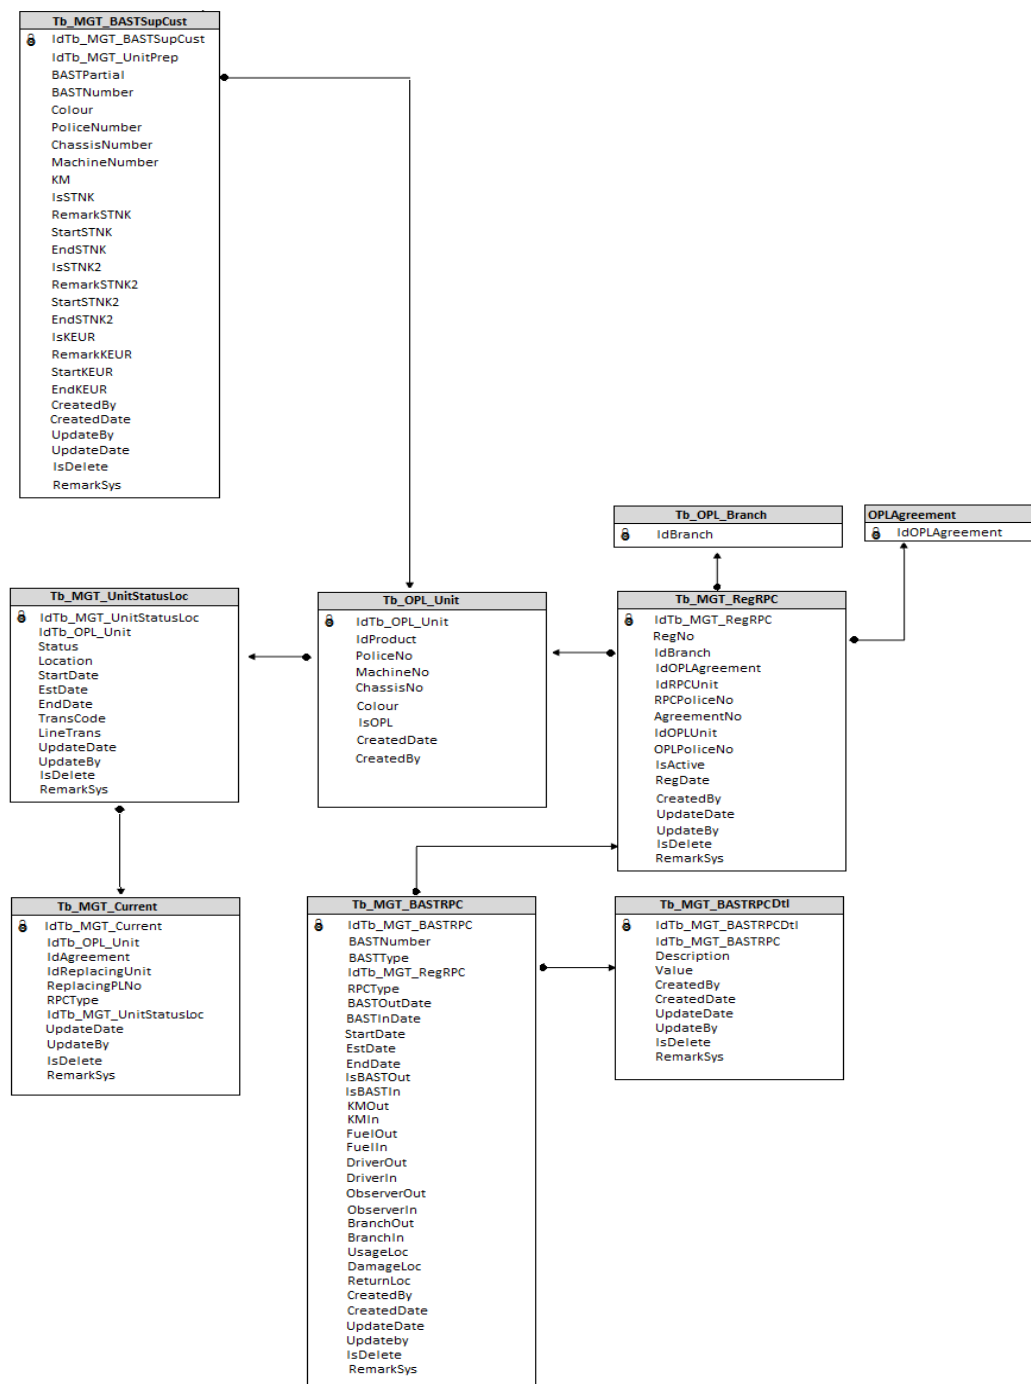 Tb_MGT_BASTSupCust
IdTb_MGT_BASTSupCust
IdTb_MGT_UnitPrep
BASTPartial
BASTNumber
Colour
PoliceNumber
ChassisNumber
MachineNumber
KM
IsSTNK
RemarkSTNK
StartSTNK
EndSTNK
IsSTNK2
RemarkSTNK2
StartSTNK2
EndSTNK2
IsKEUR
RemarkKEUR
StartKEUR
EndKEUR
CreatedBy
CreatedDate
UpdateBy
UpdateDate
IsDelete
RemarkSys
Tb_OPL_Branch
IdBranch
OPLAgreement
IdOPLAgreement
Tb_MGT_UnitStatusLoc
IdTb_MGT_UnitStatusLoc
IdTb_OPL_Unit
Status
Location
StartDate
EstDate
EndDate
TransCode
LineTrans
UpdateDate
UpdateBy
IsDelete
RemarkSys
Tb_OPL_Unit
IdTb_OPL_Unit
IdProduct
PoliceNo
MachineNo
ChassisNo
Colour
IsOPL
CreatedDate
CreatedBy
Tb_MGT_RegRPC
IdTb_MGT_RegRPC
RegNo
IdBranch
IdOPLAgreement
IdRPCUnit
RPCPoliceNo
AgreementNo
IdOPLUnit
OPLPoliceNo
IsActive
RegDate
CreatedBy
UpdateDate
UpdateBy
IsDelete
RemarkSys
Tb_MGT_Current
IdTb_MGT_Current
IdTb_OPL_Unit
IdAgreement
IdReplacingUnit
ReplacingPLNo
RPCType
IdTb_MGT_UnitStatusLoc
UpdateDate
UpdateBy
IsDelete
RemarkSys
Tb_MGT_BASTRPC
IdTb_MGT_BASTRPC
BASTNumber
BASTType
IdTb_MGT_RegRPC
RPCType
BASTOutDate
BASTInDate
StartDate
EstDate
EndDate
IsBASTOut
IsBASTIn
KMOut
KMIn
FuelOut
FuelIn
DriverOut
DriverIn
ObserverOut
ObserverIn
BranchOut
BranchIn
UsageLoc
DamageLoc
ReturnLoc
CreatedBy
CreatedDate
UpdateDate
Updateby
IsDelete
RemarkSys
Tb_MGT_BASTRPCDtl
IdTb_MGT_BASTRPCDtl
IdTb_MGT_BASTRPC
Description
Value
CreatedBy
CreatedDate
UpdateDate
UpdateBy
IsDelete
RemarkSys